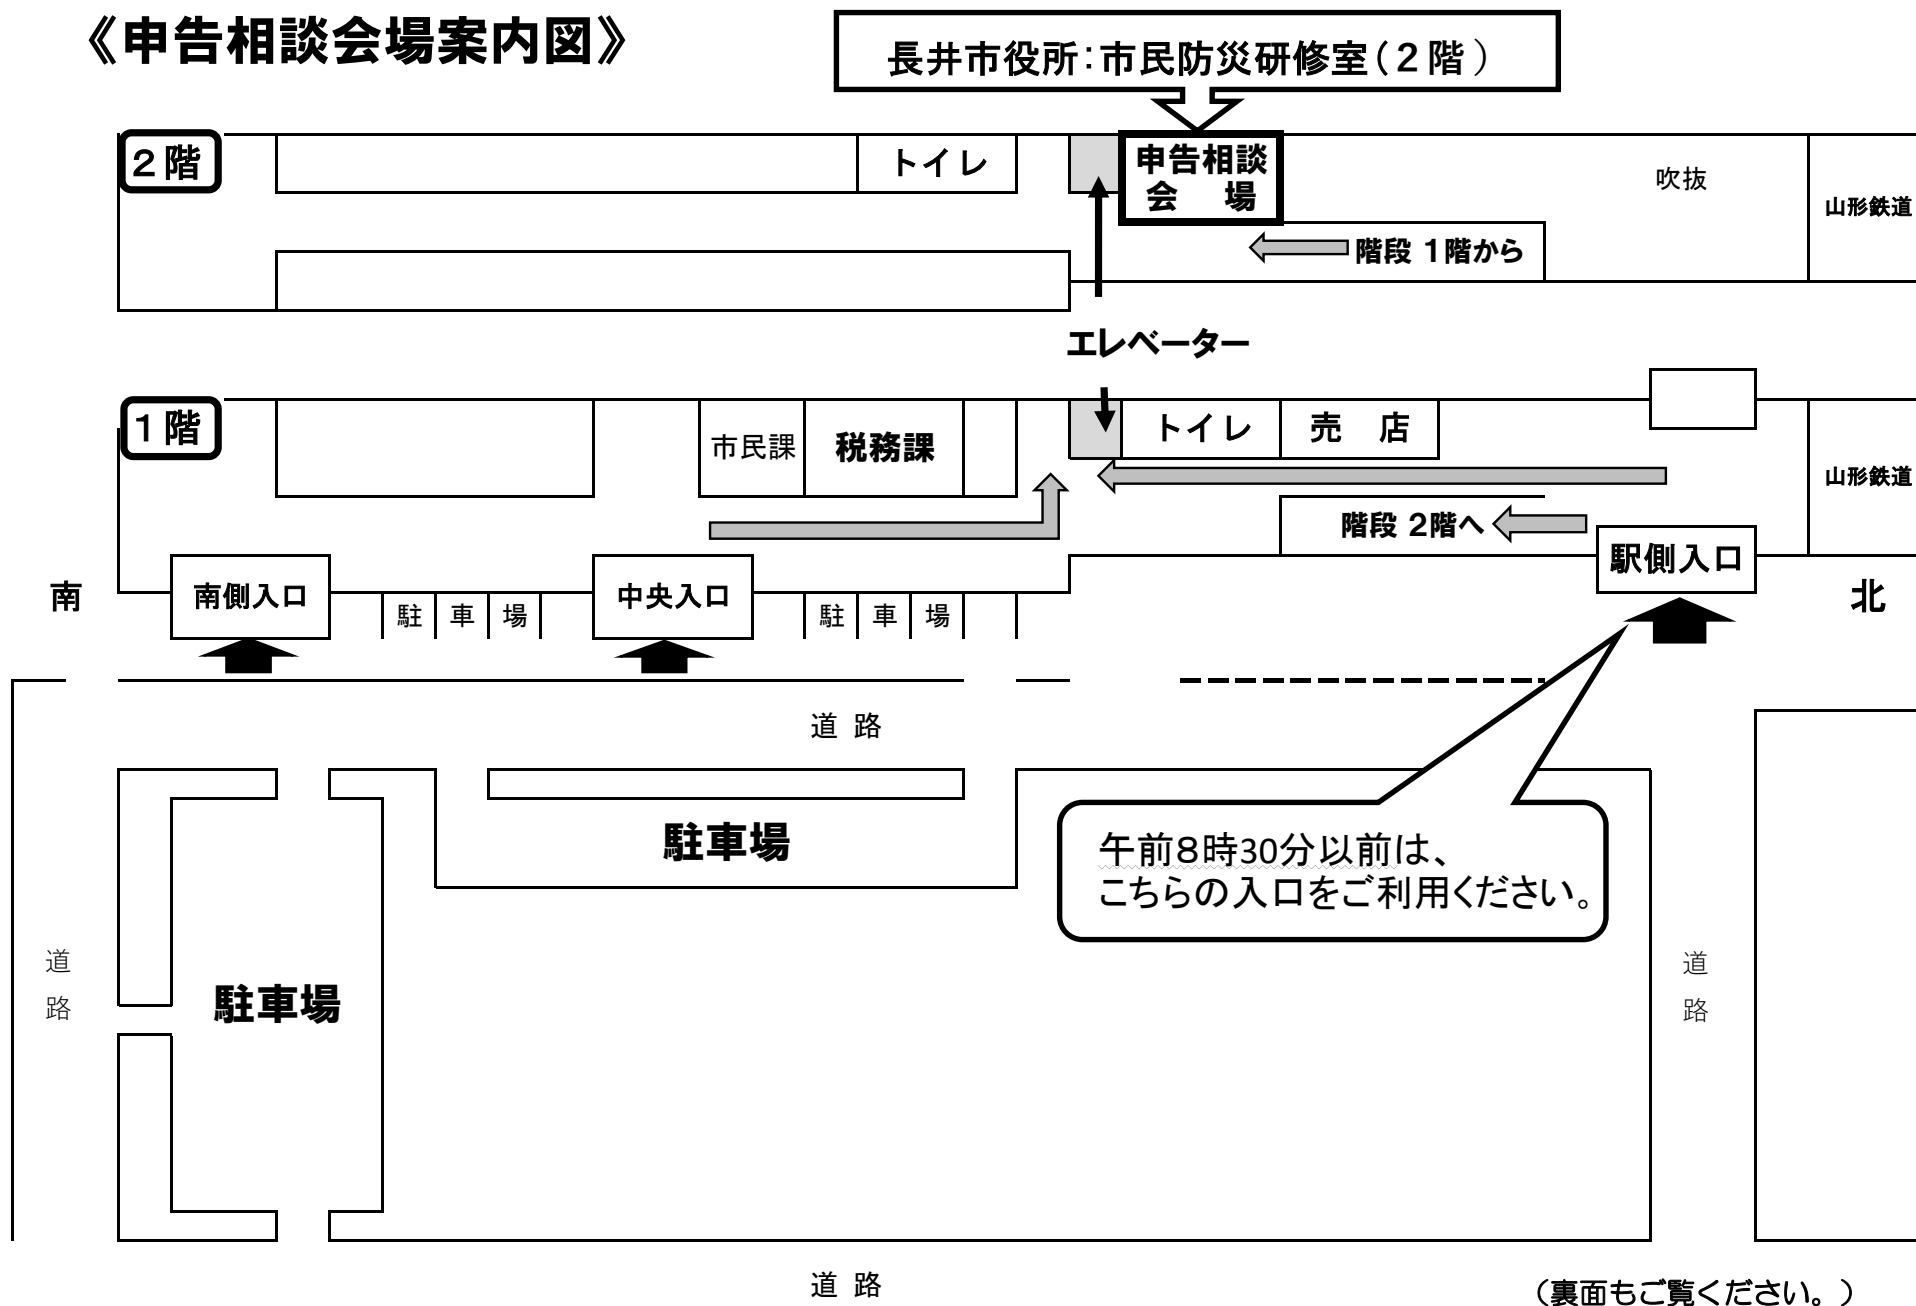 《申告相談会場案内図》
長井市役所:市民防災研修室(2階)
2階
トイレ
申告相談
会 場
吹抜
山形鉄道
階段 1階から
エレベーター
1階
市民課
税務課
トイレ
売 店
山形鉄道
階段 2階へ
駅側入口
南
南側入口
駐 車 場
中央入口
駐 車 場
北
道 路
駐車場
午前8時30分以前は、
こちらの入口をご利用ください。
道
路
駐車場
道
路
道 路
(裏面もご覧ください。)